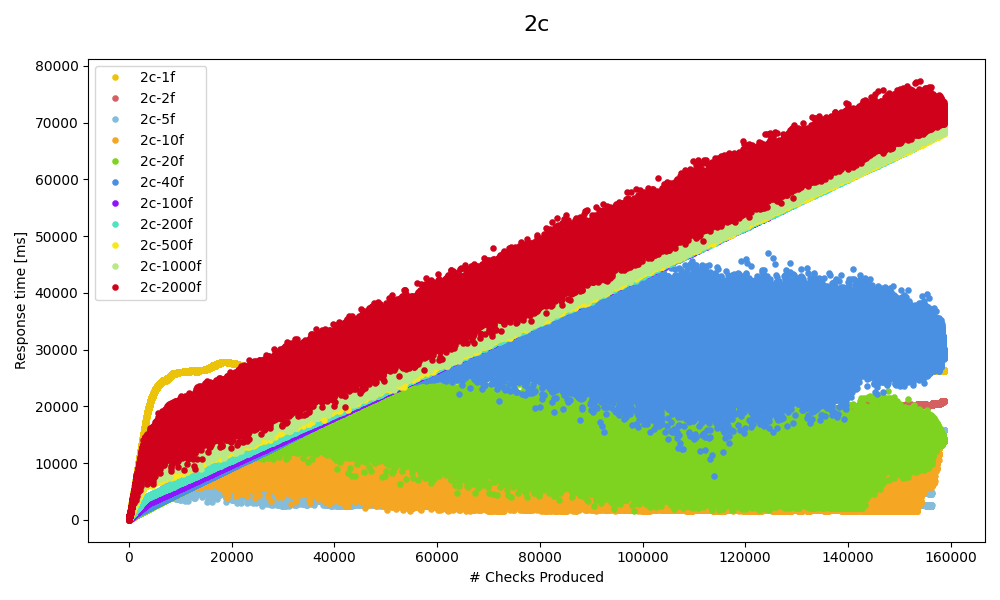 2c
80000
70000
60000
50000
40000
30000
20000
10000
0
Response time [ms]
2c-1f
2c-2f
2c-5f
2c-10f
2c-20f
2c-40f
2c-100f
2c-200f
2c-500f
2c-1000f
2c-2000f
0 20000 40000 60000 80000 100000 120000 140000 160000
# Checks Produced